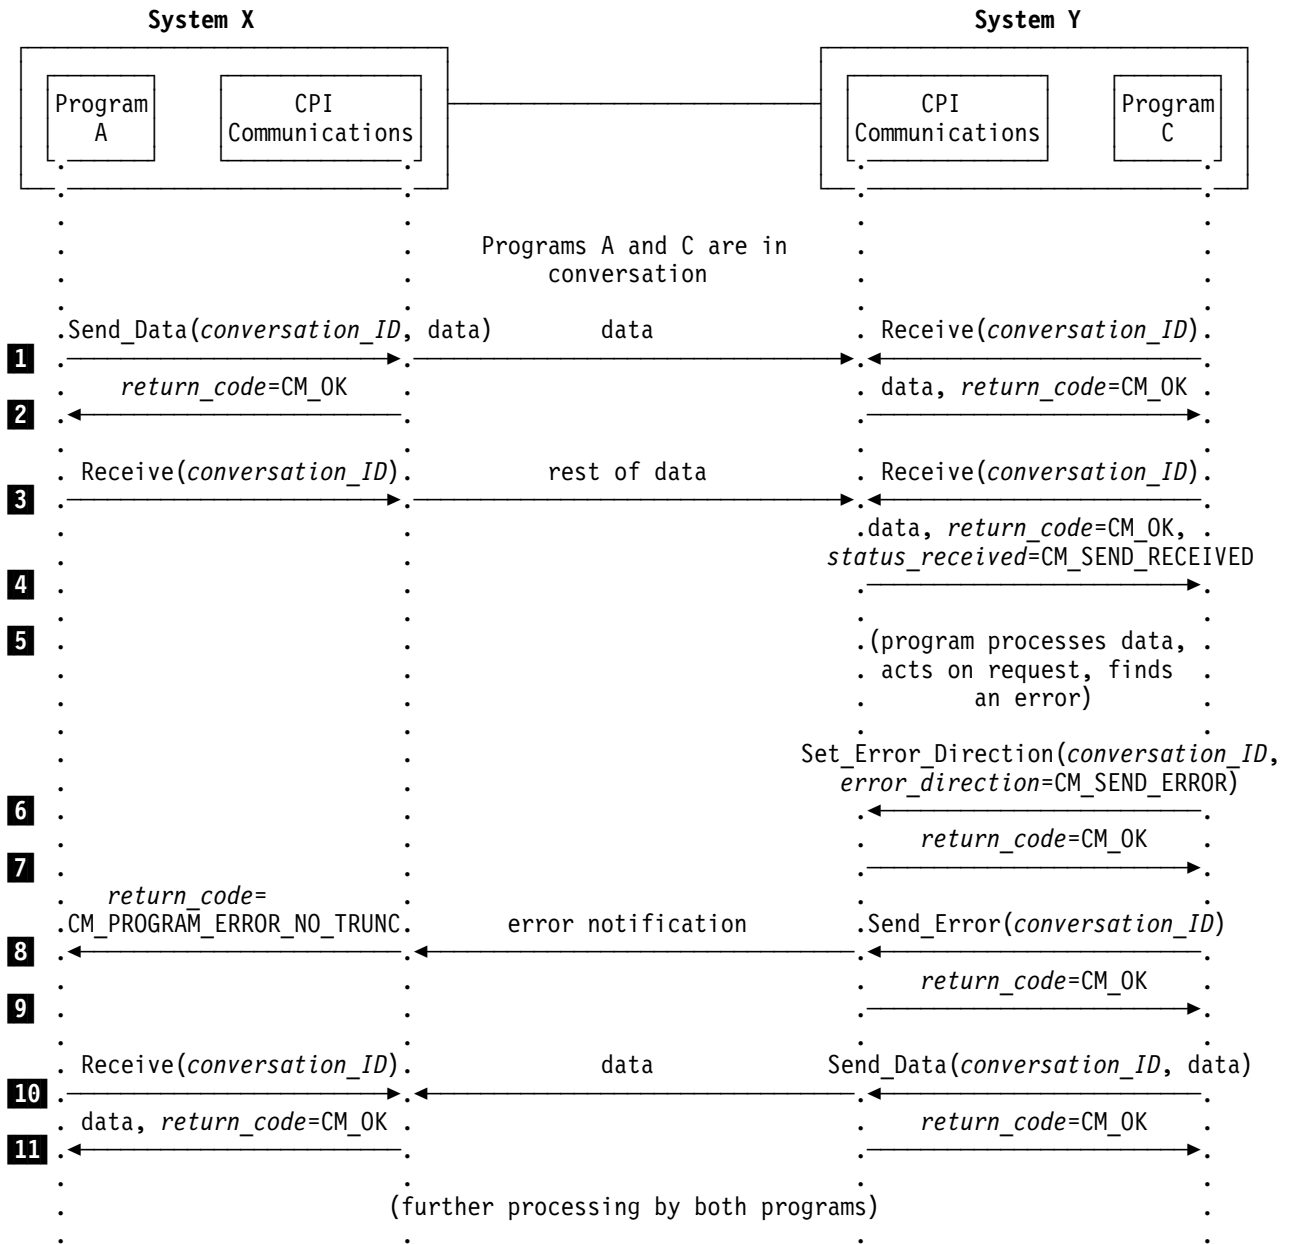 System X System Y
Program CPI CPI Program
A Communications Communications C
Programs A and C are in
conversation
Send_Data(conversation_ID, data) data Receive(conversation_ID)
1
return_code=CM_OK data, return_code=CM_OK
2
Receive(conversation_ID) rest of data Receive(conversation_ID)
3
data, return_code=CM_OK,
status_received=CM_SEND_RECEIVED
4
5 (program processes data,
acts on request, finds
an error)
Set_Error_Direction(conversation_ID,
error_direction=CM_SEND_ERROR)
6
return_code=CM_OK
7
return_code=
CM_PROGRAM_ERROR_NO_TRUNC error notification Send_Error(conversation_ID)
8
return_code=CM_OK
9
Receive(conversation_ID) data Send_Data(conversation_ID, data)
10
data, return_code=CM_OK return_code=CM_OK
11
(further processing by both programs)